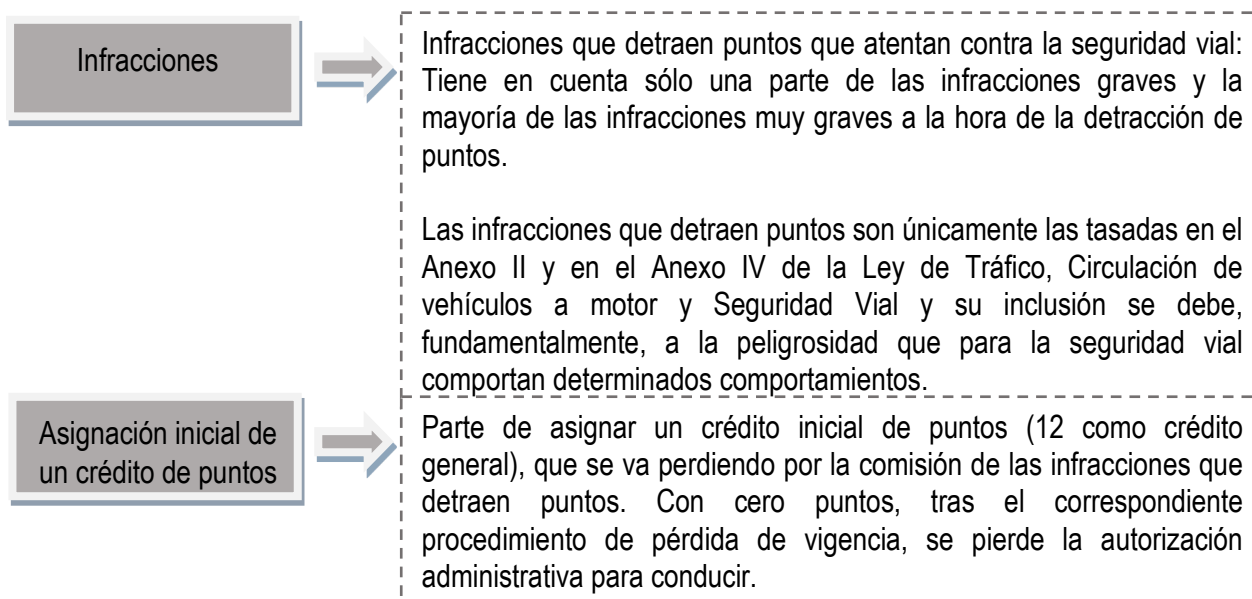 Infracciones
Infracciones que detraen puntos que atentan contra la seguridad vial:
Tiene en cuenta sólo una parte de las infracciones graves y la
mayoría de las infracciones muy graves a la hora de la detracción de
puntos.
Las infracciones que detraen puntos son únicamente las tasadas en el
Anexo II y en el Anexo IV de la Ley de Tráfico, Circulación de
vehículos a motor y Seguridad Vial y su inclusión se debe,
fundamentalmente, a la peligrosidad que para la seguridad vial
comportan determinados comportamientos.
Asignación inicial de
un crédito de puntos
Parte de asignar un crédito inicial de puntos (12 como crédito
general), que se va perdiendo por la comisión de las infracciones que
detraen puntos. Con cero puntos, tras el correspondiente
procedimiento de pérdida de vigencia, se pierde la autorización
administrativa para conducir.